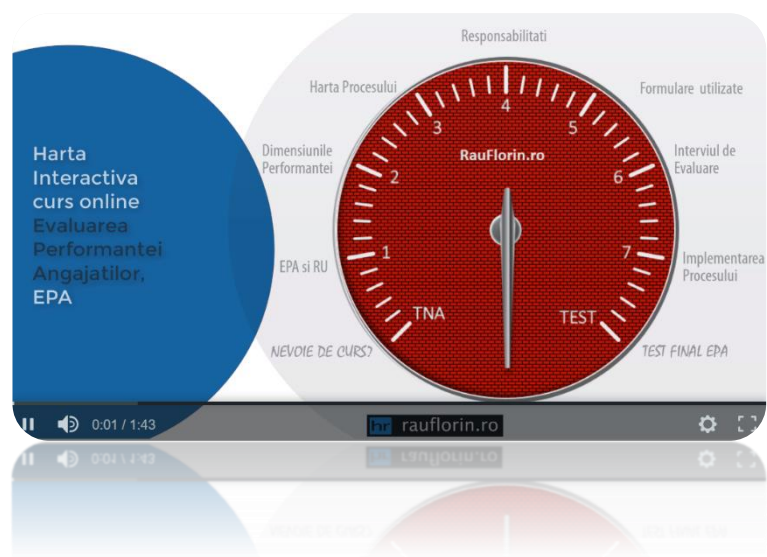 Harta
Interactiva
curs online
Evaluarea
Performantei
Angajatilor,
EPA
Responsabilitati
Harta Procesului
Formulare utilizate
4
3
5
RauFlorin.ro
Dimensiunile
Performantei
Interviul de
Evaluare
2
6
EPA si RU
1
7
Implementarea
Procesului
TNA
TEST
NEVOIE DE CURS?
TEST FINAL EPA
0:01 / 1:43
hr rauflorin.ro